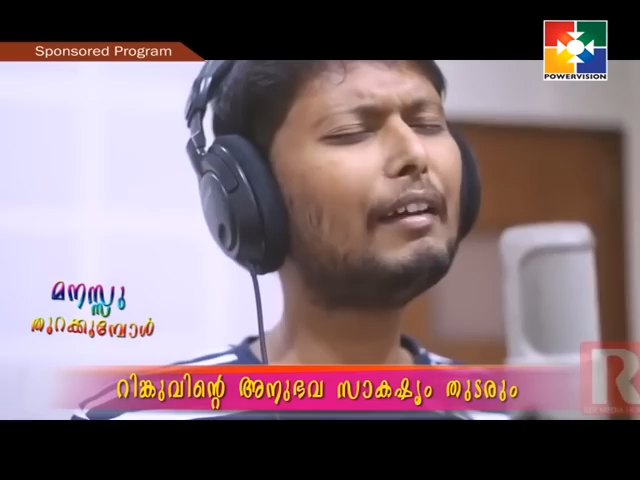 Sponsored Program
POWERVISION
മനസ്സു
തുറക്കുമ്പോൾ
റിങ്കുവിന്റെ അനുഭവ സാക്ഷ്യം തുടരും
R